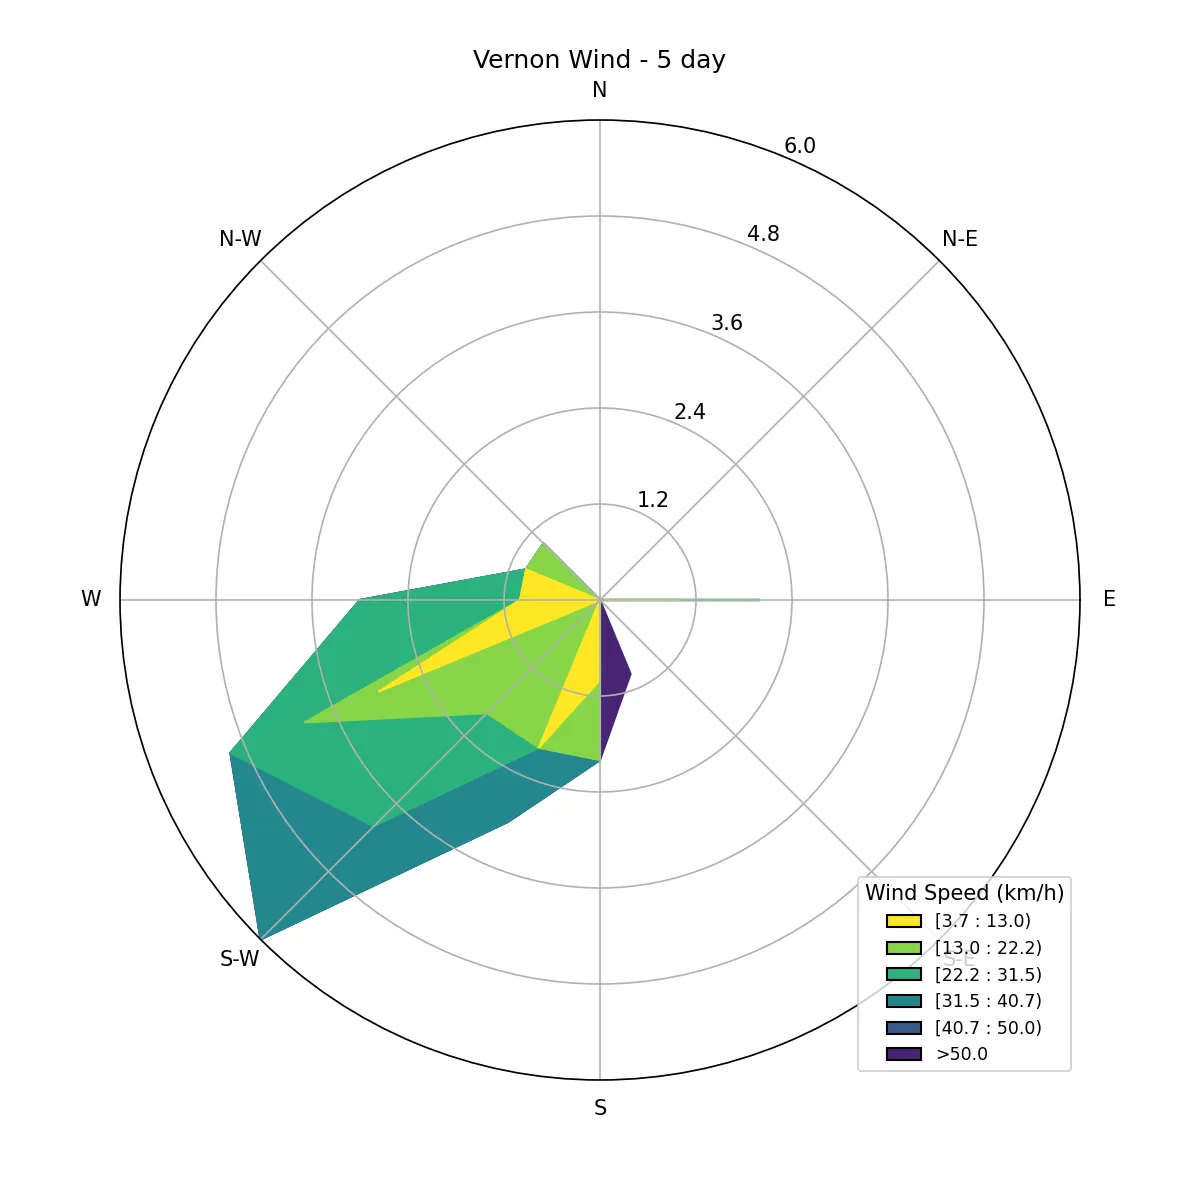 Vernon Wind - 5 day
N
6.0
N-W
N-E
4.8
3.6
2.4
1.2
W
E
Wind Speed (km/h)
[3.7 : 13.0)
[13.0 : 22.2)
S-W
S-E
[22.2 : 31.5)
[31.5 : 40.7)
[40.7 : 50.0)
>50.0
S